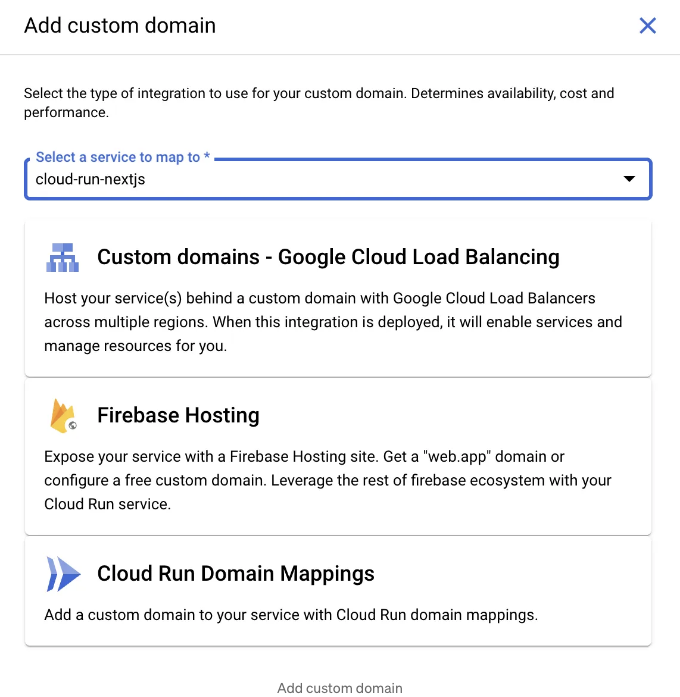 Add custom domain
Select the type of integration to use for your custom domain. Determines availability, cost and
performance.
Select a service to map to *
cloud-run-nextjs
Custom domains - Google Cloud Load Balancing
Host your service(s) behind a custom domain with Google Cloud Load Balancers
across multiple regions. When this integration is deployed, it will enable services and
manage resources for you.
Firebase Hosting
Expose your service with a Firebase Hosting site. Get a "web.app" domain or
configure a free custom domain. Leverage the rest of firebase ecosystem with your
Cloud Run service.
Cloud Run Domain Mappings
Add a custom domain to your service with Cloud Run domain mappings.
Add custom domain